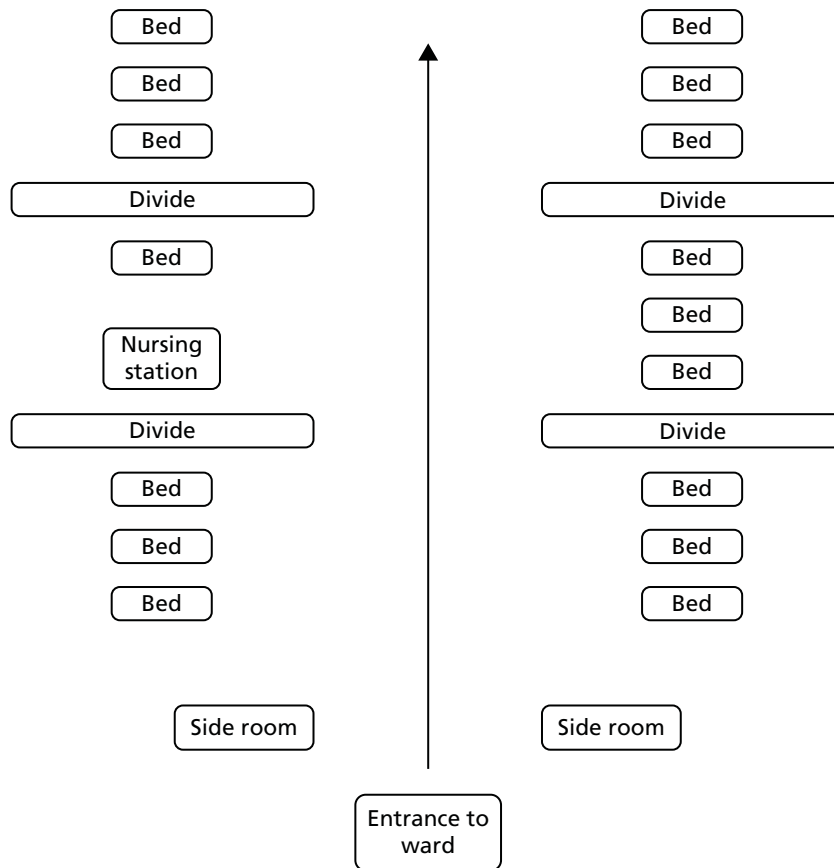 Bed
Bed
Bed
Bed
Bed
Bed
Divide
Divide
Bed
Bed
Bed
Nursing
station
Bed
Divide
Divide
Bed
Bed
Bed
Bed
Bed
Bed
Side room
Side room
Entrance to
ward